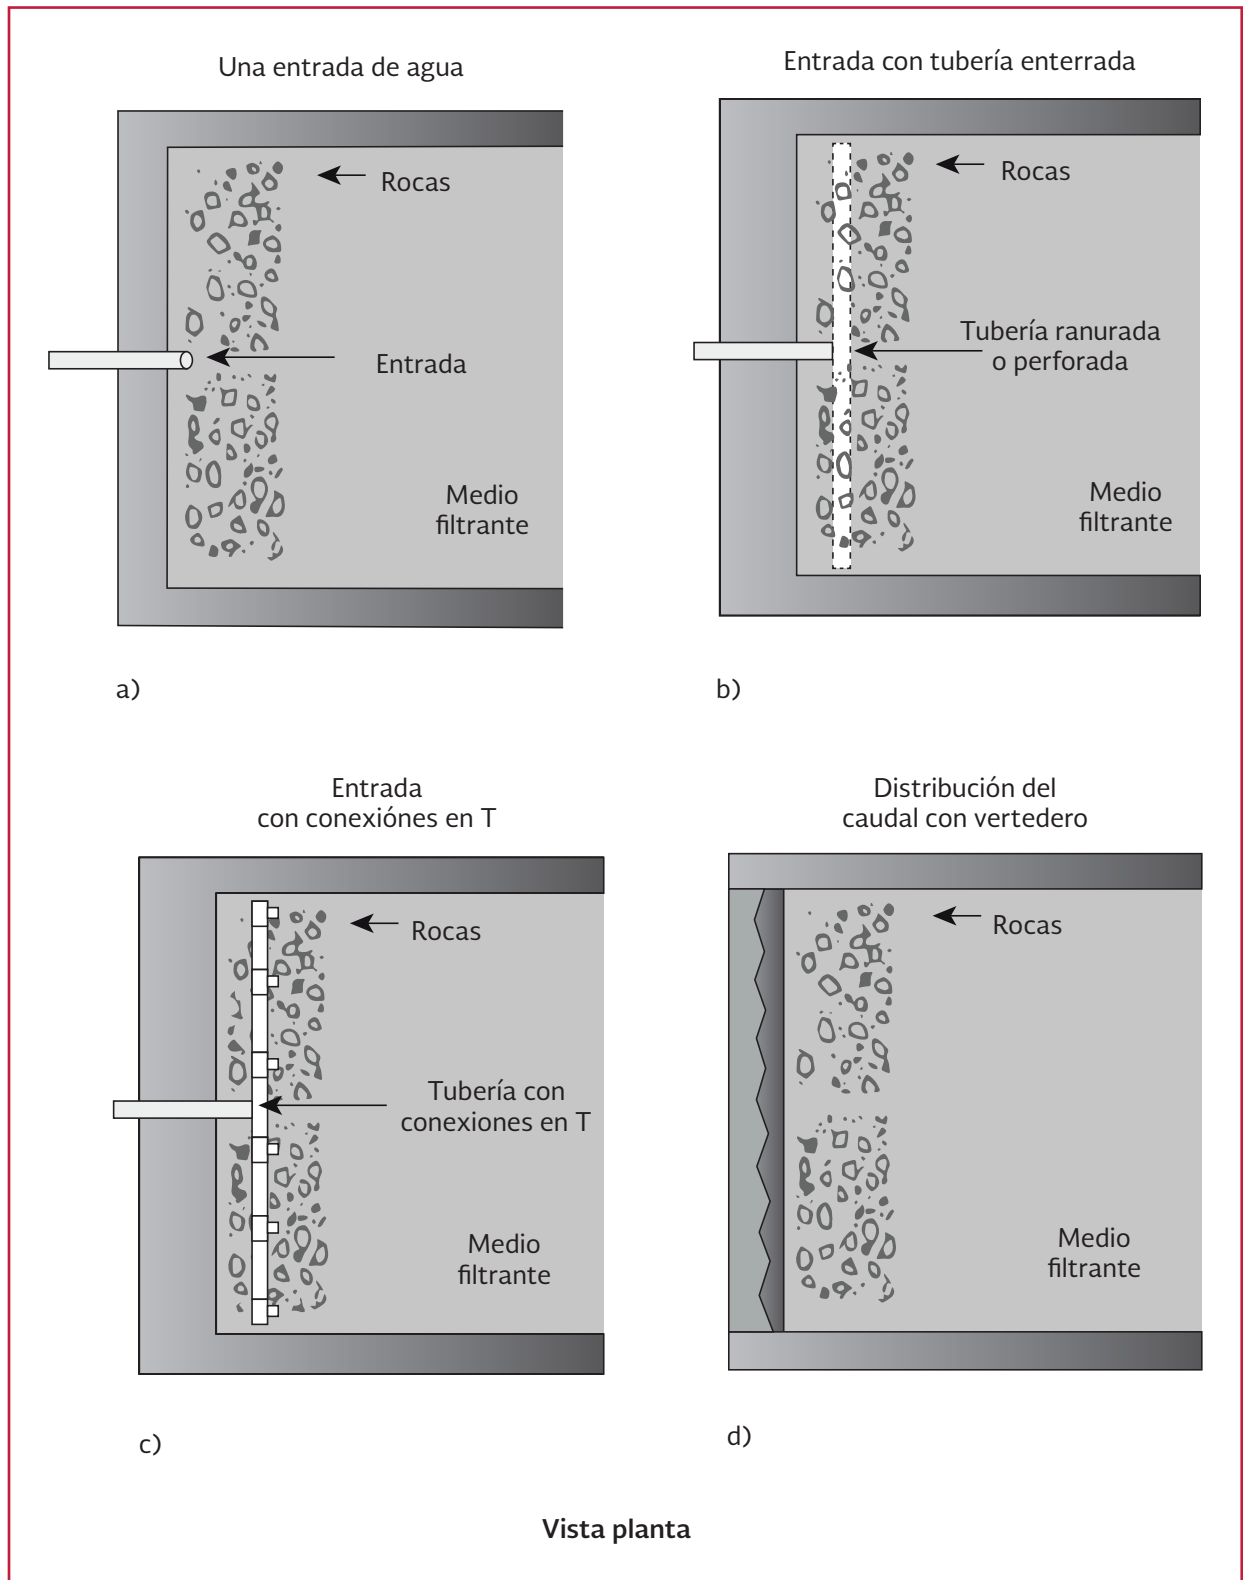 Una entrada de agua
Rocas
Entrada
Medio
filtrante
a)
Entrada con tubería enterrada
Rocas
Tubería ranurada
o perforada
Medio
filtrante
b)
Entrada
con conexiónes en T
Rocas
Tubería con
conexiones en T
Medio
filtrante
c)
Distribución del
caudal con vertedero
Rocas
Medio
filtrante
d)
Vista planta